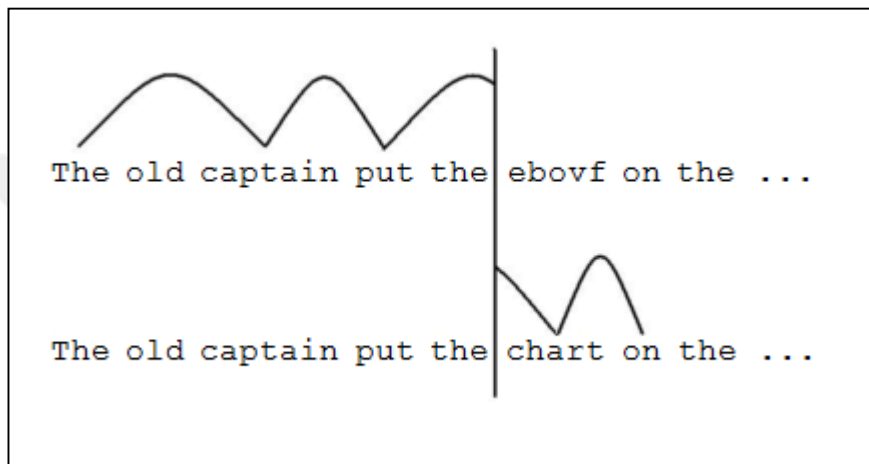 The old captain put the ebovf on the ...
The old captain put the chart on the ...